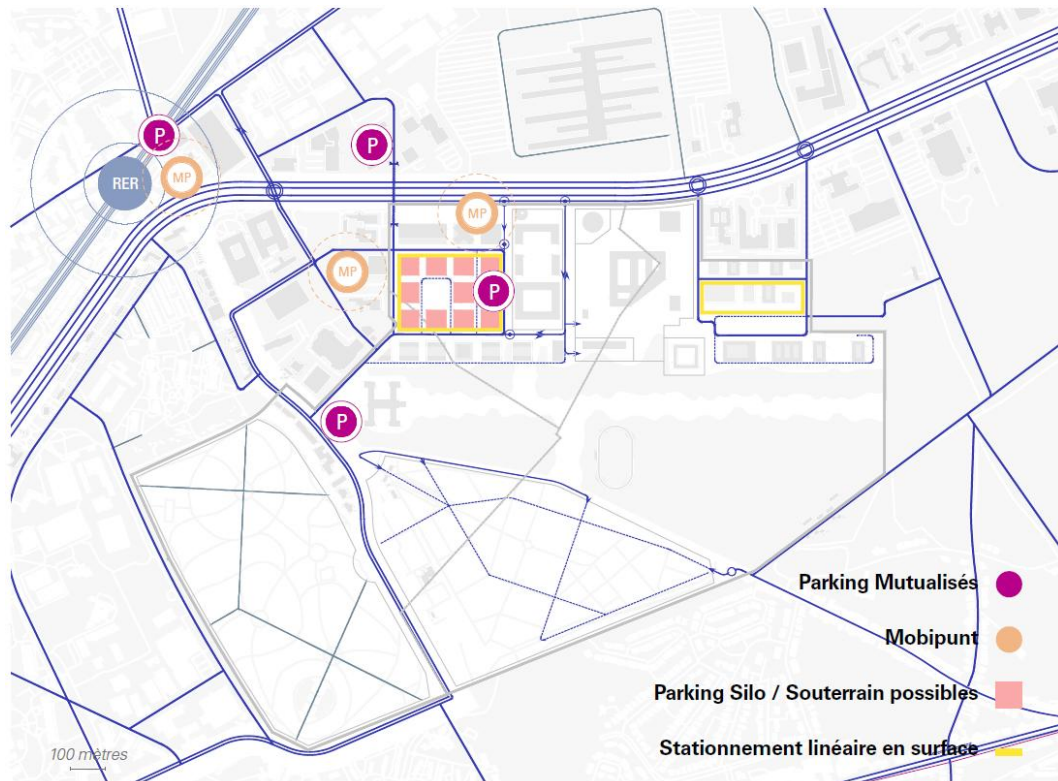 P
P
RER
MP
MP
MP
P
P
Parking Mutualisés
Mobipunt
Parking Silo / Souterrain possibles
Stationnement linéaire en surface
100 mètres